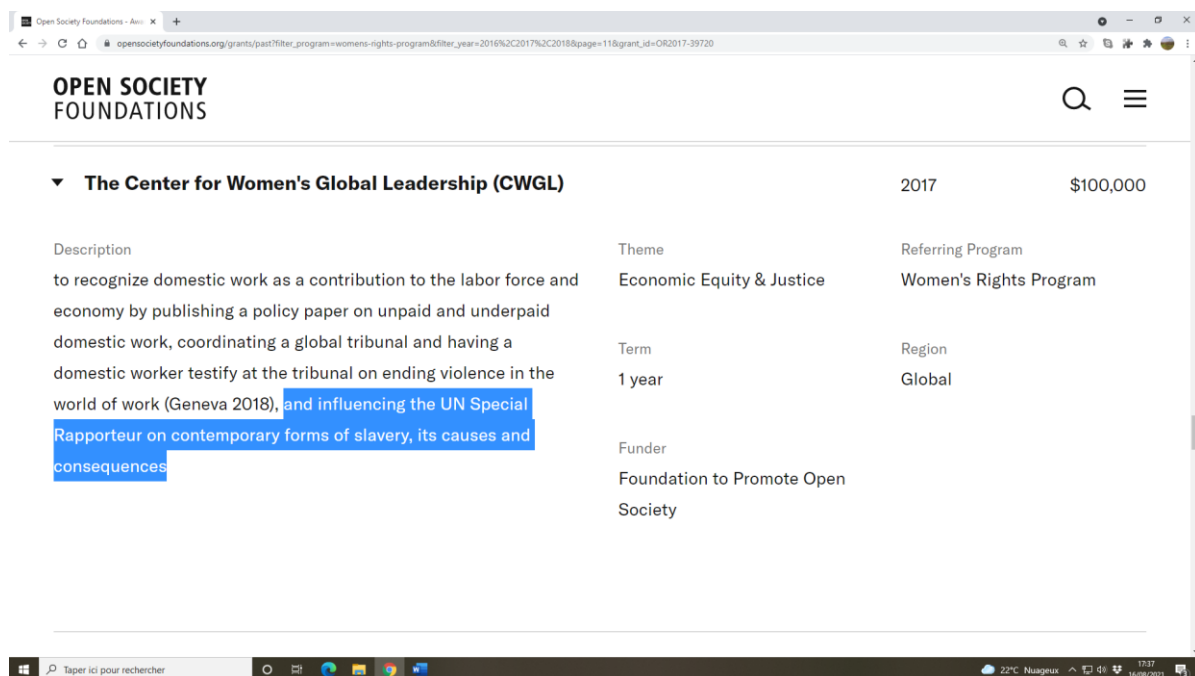 Open Society Foundations - Awa
opensocietyfoundations.org/grants/past?filter_program=womens-rights-program&filter_year=2016%2C2017%2C2018&page=11&grant_id=OR2017-39720
OPEN SOCIETY
FOUNDATIONS
The Center for Women's Global Leadership (CWGL)
2017
$100,000
Description
to recognize domestic work as a contribution to the labor force and
economy by publishing a policy paper on unpaid and underpaid
domestic work, coordinating a global tribunal and having a
domestic worker testify at the tribunal on ending violence in the
world of work (Geneva 2018), and influencing the UN Special
Rapporteur on contemporary forms of slavery, its causes and
consequences
Theme
Economic Equity & Justice
Referring Program
Women's Rights Program
Term
1 year
Region
Global
Funder
Foundation to Promote Open
Society
Taper ici pour rechercher
22°C Nuageux
17:37
16/08/2021